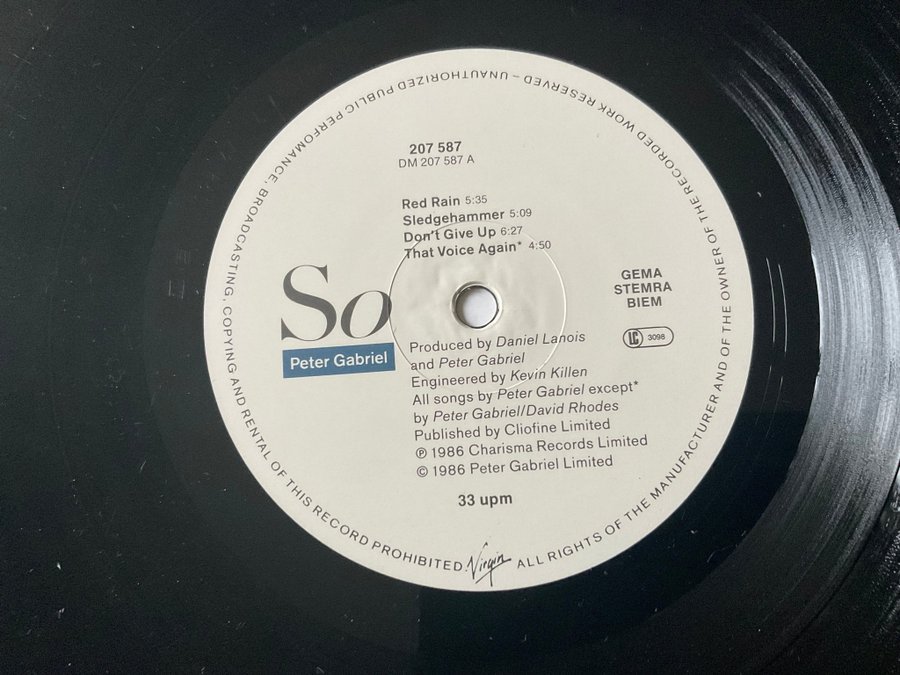 207 587
DM 207 587 A
Red Rain 5:35
Sledgehammer 5:09
Don't Give Up 6:27
That Voice Again* 4:50
So
Peter Gabriel
GEMA
STEMRA
BIEM
LC 3098
Produced by Daniel Lanois
and Peter Gabriel
Engineered by Kevin Killen
All songs by Peter Gabriel except*
by Peter Gabriel/David Rhodes
Published by Cliofine Limited
℗ 1986 Charisma Records Limited
© 1986 Peter Gabriel Limited
33 upm
ALL RIGHTS OF THE MANUFACTURER AND OF THE OWNER OF THE RECORDED WORK RESERVED – UNAUTHORIZED PUBLIC PERFOMANCE, BROADCASTING, COPYING AND RENTAL OF THIS RECORD PROHIBITED.
Virgin